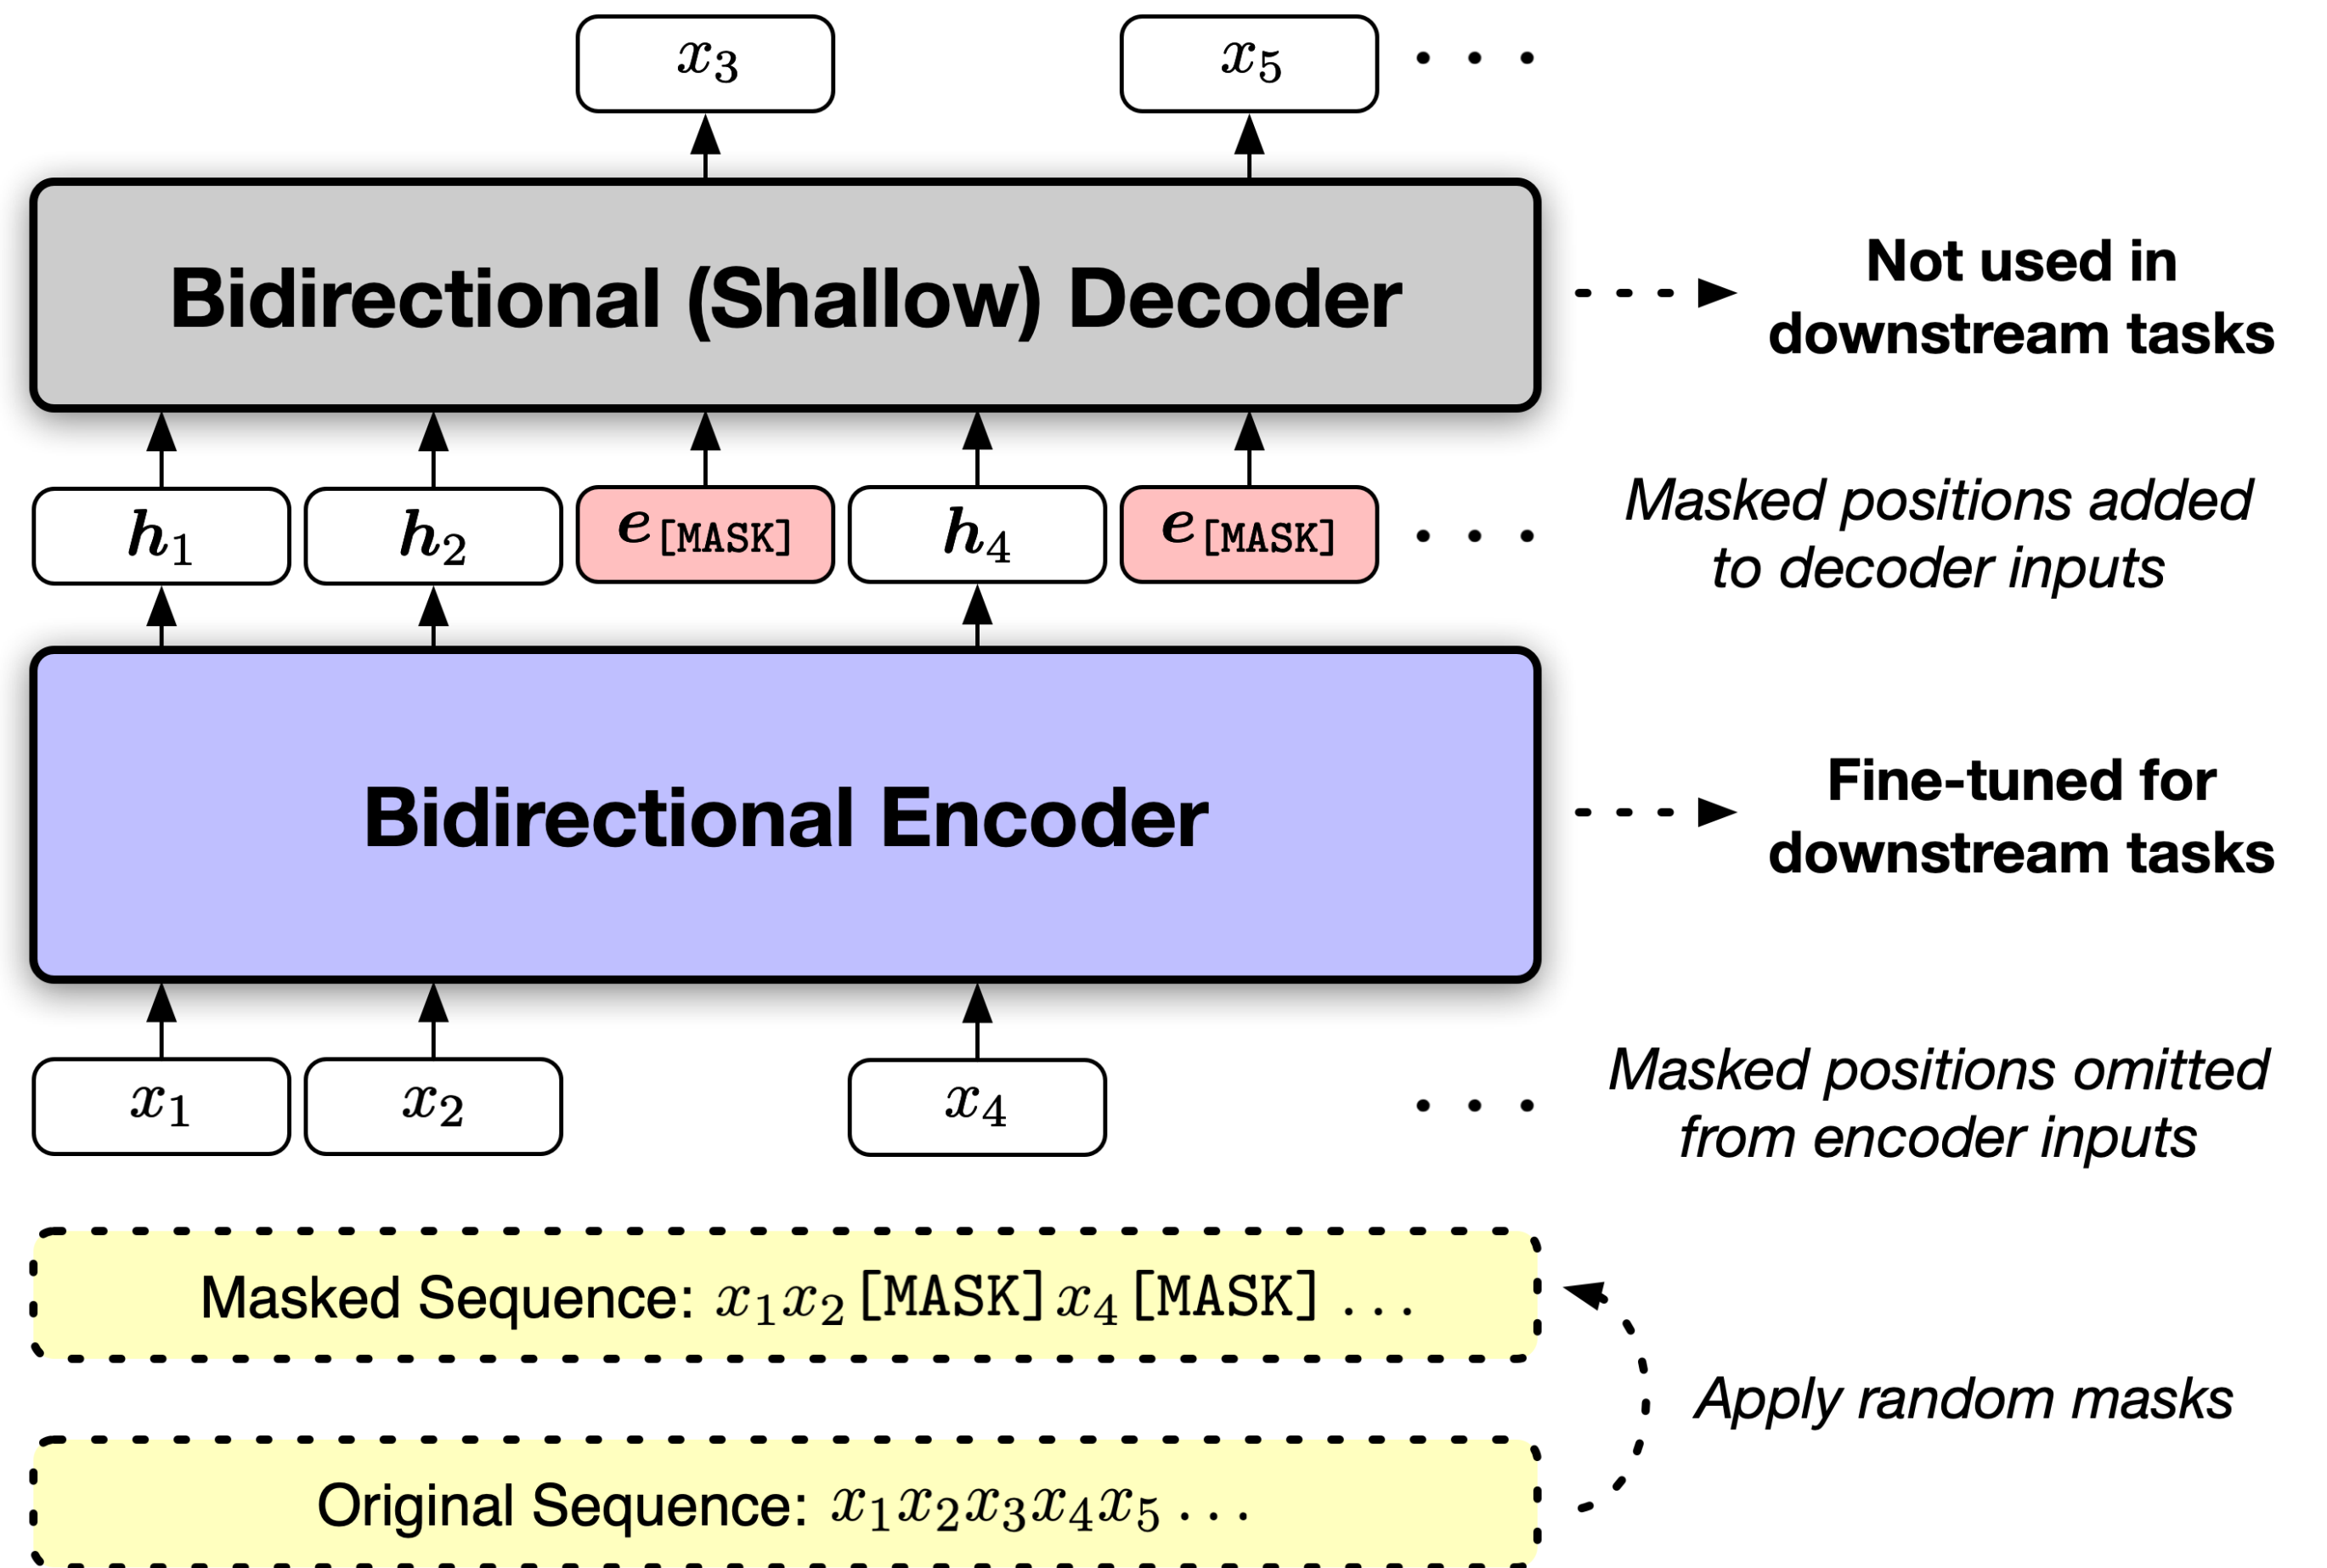 x₃ x₅ . . .
Bidirectional (Shallow) Decoder
Not used in
downstream tasks
h₁ h₂ e[MASK] h₄ e[MASK] . . .
Masked positions added
to decoder inputs
Bidirectional Encoder
Fine-tuned for
downstream tasks
x₁ x₂ x₄ . . .
Masked positions omitted
from encoder inputs
Masked Sequence: x₁x₂[MASK]x₄[MASK]...
Apply random masks
Original Sequence: x₁x₂x₃x₄x₅...